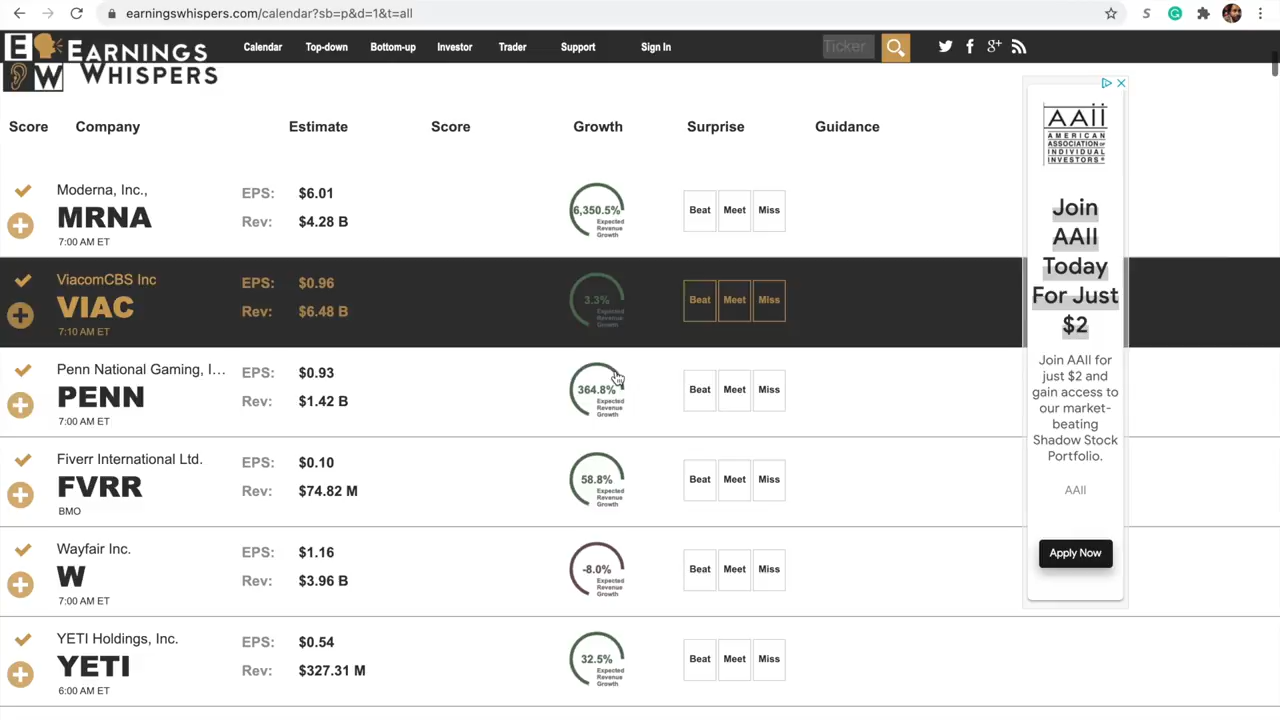 earningswhispers.com/calendar?sb=p&d=1&t=all
EARNINGS WHISPERS
E
W
Calendar Top-down Bottom-up Investor Trader Support Sign In Ticker
Score Company Estimate Score Growth Surprise Guidance
Moderna, Inc.,
MRNA
7:00 AM ET
EPS: $6.01
Rev: $4.28 B
6,350.5%
Expected
Revenue
Growth
Beat Meet Miss
ViacomCBS Inc
VIAC
7:10 AM ET
EPS: $0.96
Rev: $6.48 B
3.3%
Expected
Revenue
Growth
Beat Meet Miss
Penn National Gaming, I…
PENN
7:00 AM ET
EPS: $0.93
Rev: $1.42 B
364.8%
Expected
Revenue
Growth
Beat Meet Miss
Fiverr International Ltd.
FVRR
BMO
EPS: $0.10
Rev: $74.82 M
58.8%
Expected
Revenue
Growth
Beat Meet Miss
Wayfair Inc.
W
7:00 AM ET
EPS: $1.16
Rev: $3.96 B
-8.0%
Expected
Revenue
Growth
Beat Meet Miss
YETI Holdings, Inc.
YETI
6:00 AM ET
EPS: $0.54
Rev: $327.31 M
32.5%
Expected
Revenue
Growth
Beat Meet Miss
AAII
AMERICAN
ASSOCIATION OF
INDIVIDUAL
INVESTORS®
Join
AAII
Today
For Just
$2
Join AAII for
just $2 and
gain access to
our market-
beating
Shadow Stock
Portfolio.
AAII
Apply Now